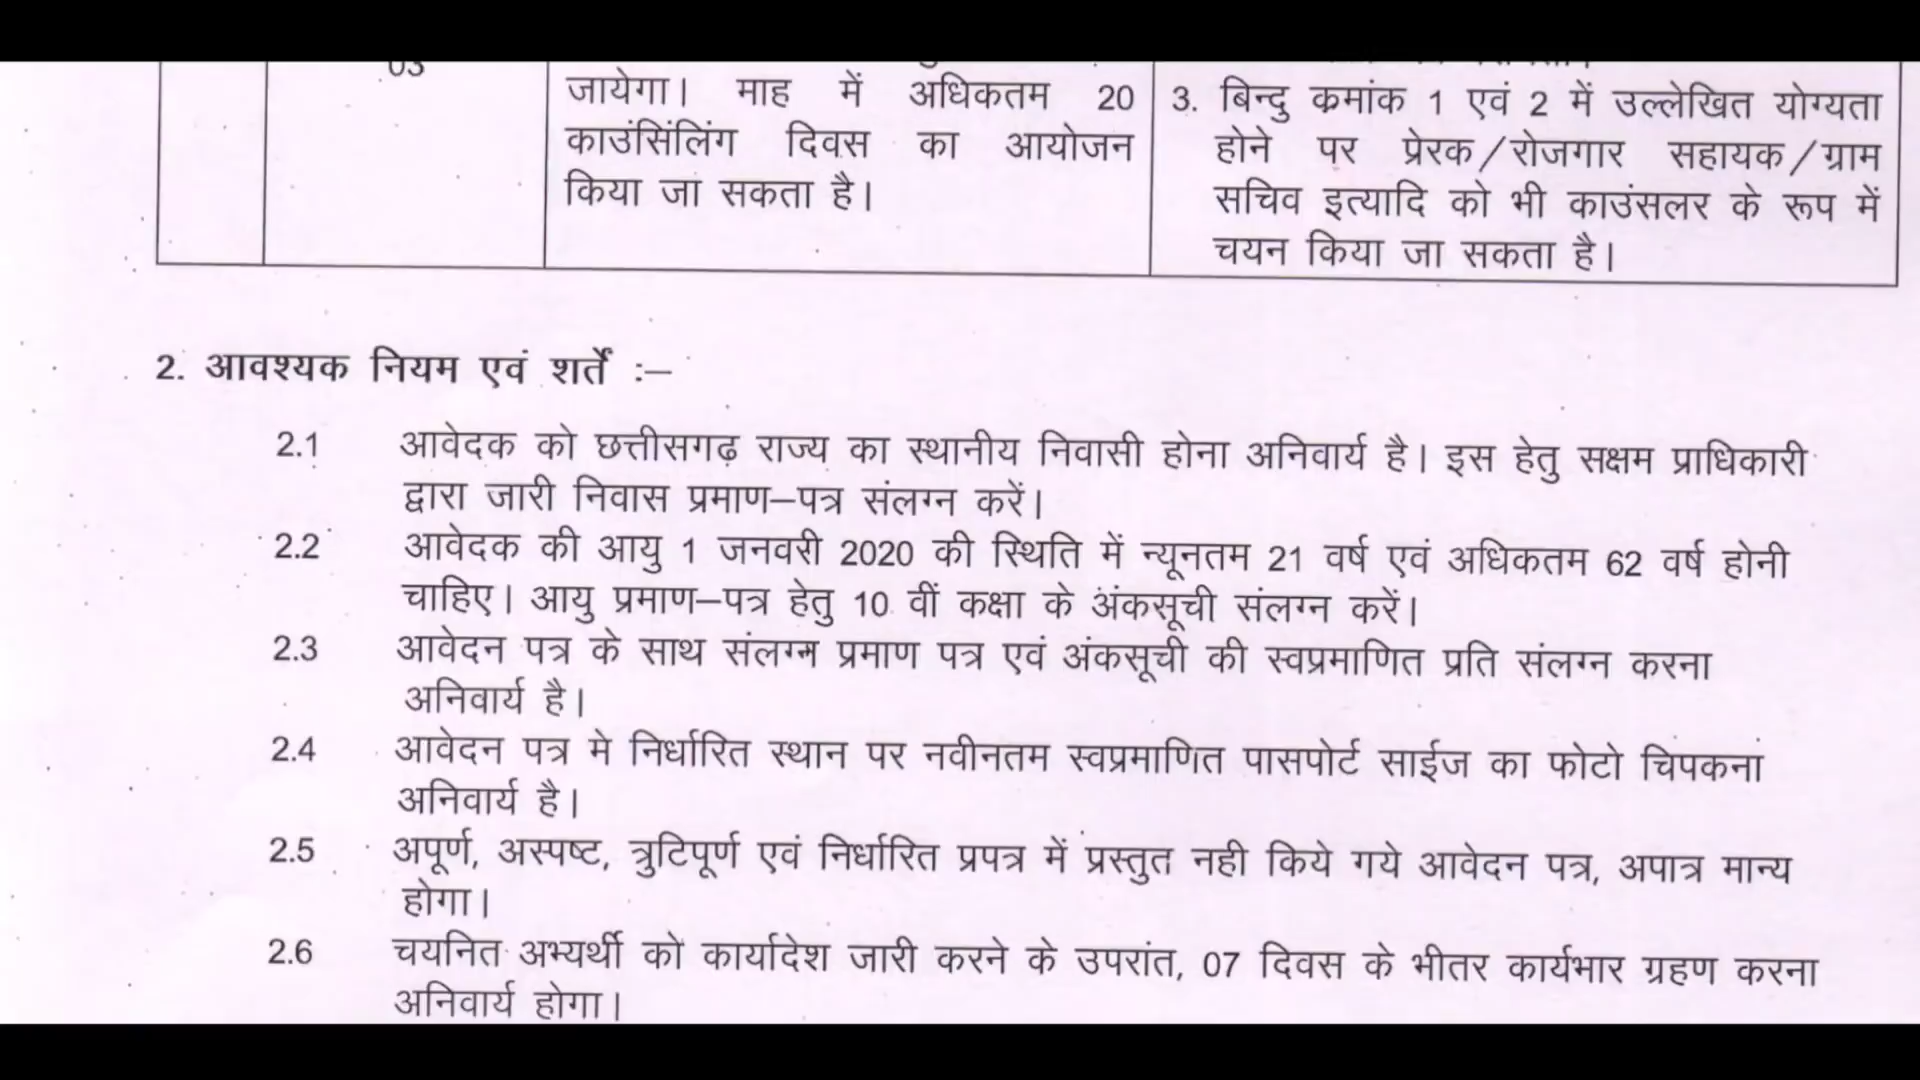 03
जायेगा। माह में अधिकतम 20
काउंसिंलिंग दिवस का आयोजन
किया जा सकता है।
3. बिन्दु कमांक 1 एवं 2 में उल्लेखित योग्यता
होने पर प्रेरक/रोजगार सहायक/ग्राम
सचिव इत्यादि को भी काउंसलर के रूप में
चयन किया जा सकता है।
2. आवश्यक नियम एवं शर्तें :–
2.1 आवेदक को छत्तीसगढ़ राज्य का स्थानीय निवासी होना अनिवार्य है। इस हेतु सक्षम प्राधिकारी
द्वारा जारी निवास प्रमाण–पत्र संलग्न करें।
2.2 आवेदक की आयु 1 जनवरी 2020 की स्थिति में न्यूनतम 21 वर्ष एवं अधिकतम 62 वर्ष होनी
चाहिए। आयु प्रमाण–पत्र हेतु 10 वीं कक्षा के अंकसूची संलग्न करें।
2.3 आवेदन पत्र के साथ संलग्न प्रमाण पत्र एवं अंकसूची की स्वप्रमाणित प्रति संलग्न करना
अनिवार्य है।
2.4 आवेदन पत्र मे निर्धारित स्थान पर नवीनतम स्वप्रमाणित पासपोर्ट साईज का फोटो चिपकना
अनिवार्य है।
2.5 अपूर्ण, अस्पष्ट, त्रुटिपूर्ण एवं निर्धारित प्रपत्र में प्रस्तुत नही किये गये आवेदन पत्र, अपात्र मान्य
होगा।
2.6 चयनित अभ्यर्थी को कार्यादेश जारी करने के उपरांत, 07 दिवस के भीतर कार्यभार ग्रहण करना
अनिवार्य होगा।